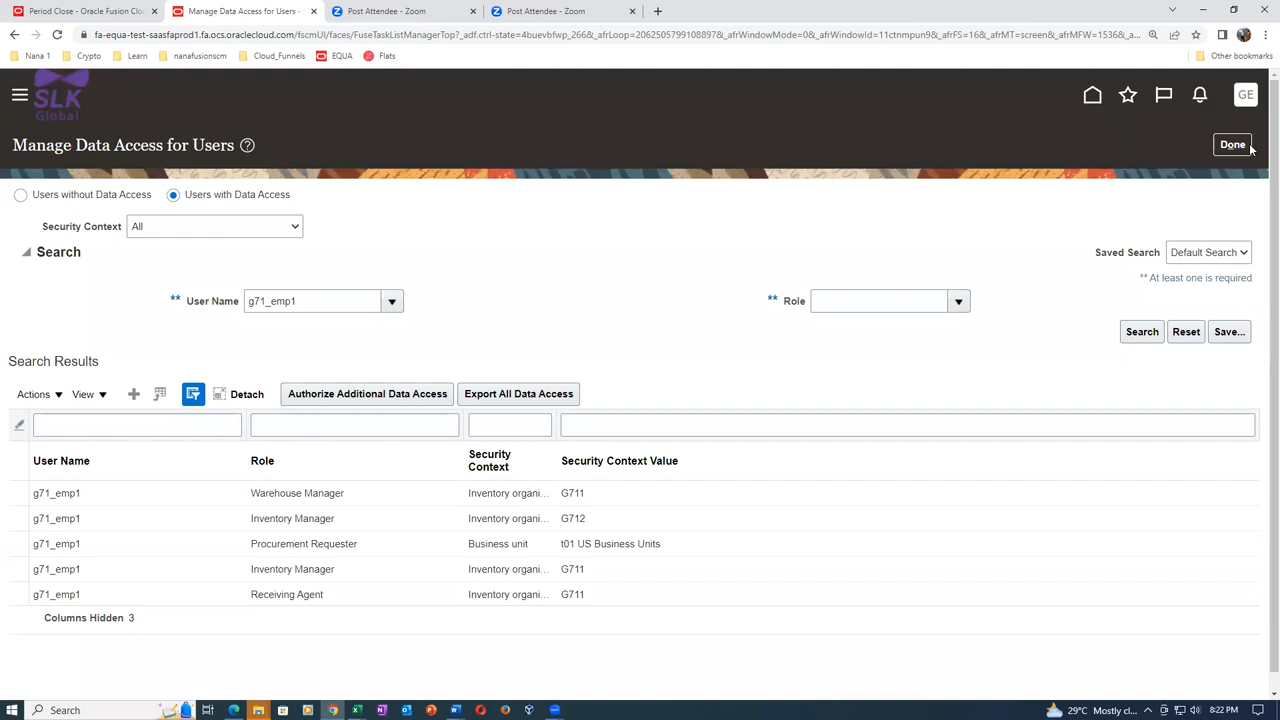 Period Close - Oracle Fusion Clo
Manage Data Access for Users -
Post Attendee - Zoom
Post Attendee - Zoom
fa-equa-test-saasfaprod1.fa.ocs.oraclecloud.com/fscmUI/faces/FuseTaskListManagerTop?_adf.ctrl-state=4buevbfwp_266&_afrLoop=20625057991088978&_afrWindowMode=0&_afrWindowId=11ctnmpun9&_afrFS=16&_afrMT=screen&_afrMFW=1536&_a...
Nana 1
Crypto
Learn
nanafusionscm
Cloud_Funnels
EQUA
Flats
Other bookmarks
SLK
Global
GE
Manage Data Access for Users
Done
Users without Data Access
Users with Data Access
Security Context
All
Search
Saved Search
Default Search
** At least one is required
** User Name
g71_emp1
** Role
Search
Reset
Save...
Search Results
Actions
View
Detach
Authorize Additional Data Access
Export All Data Access
User Name
Role
Security Context
Security Context Value
g71_emp1 Warehouse Manager Inventory organi... G711
g71_emp1 Inventory Manager Inventory organi... G712
g71_emp1 Procurement Requester Business unit t01 US Business Units
g71_emp1 Inventory Manager Inventory organi... G711
g71_emp1 Receiving Agent Inventory organi... G711
Columns Hidden 3
Search
29°C Mostly cl...
8:22 PM